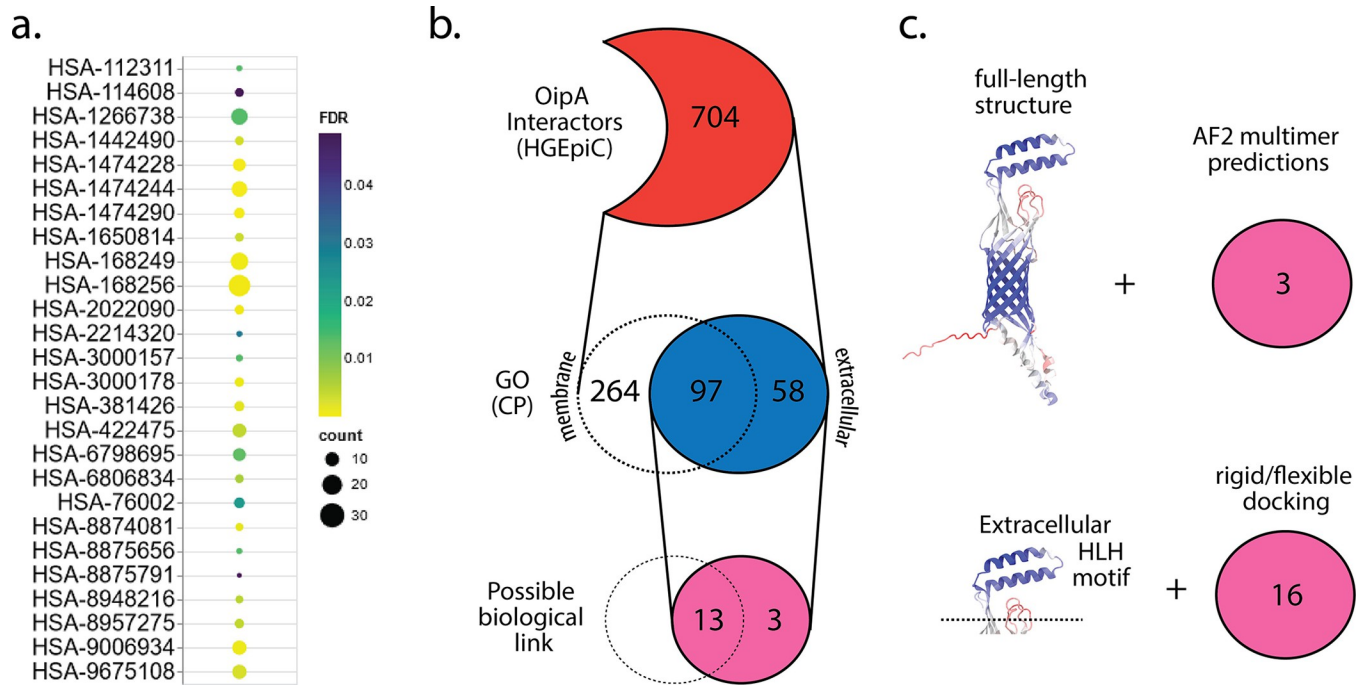 a.
HSA-112311
HSA-114608
HSA-1266738
HSA-1442490
HSA-1474228
HSA-1474244
HSA-1474290
HSA-1650814
HSA-168249
HSA-168256
HSA-2022090
HSA-2214320
HSA-3000157
HSA-3000178
HSA-381426
HSA-422475
HSA-6798695
HSA-6806834
HSA-76002
HSA-8874081
HSA-8875656
HSA-8875791
HSA-8948216
HSA-8957275
HSA-9006934
HSA-9675108
FDR
0.04
0.03
0.02
0.01
count
10
20
30
b.
OipA
Interactors
(HGEpiC)
704
GO
(CP)
membrane
264
97
58
extracellular
Possible
biological
link
13
3
c.
full-length
structure
+
AF2 multimer
predictions
3
Extracellular
HLH
motif
+
rigid/flexible
docking
16